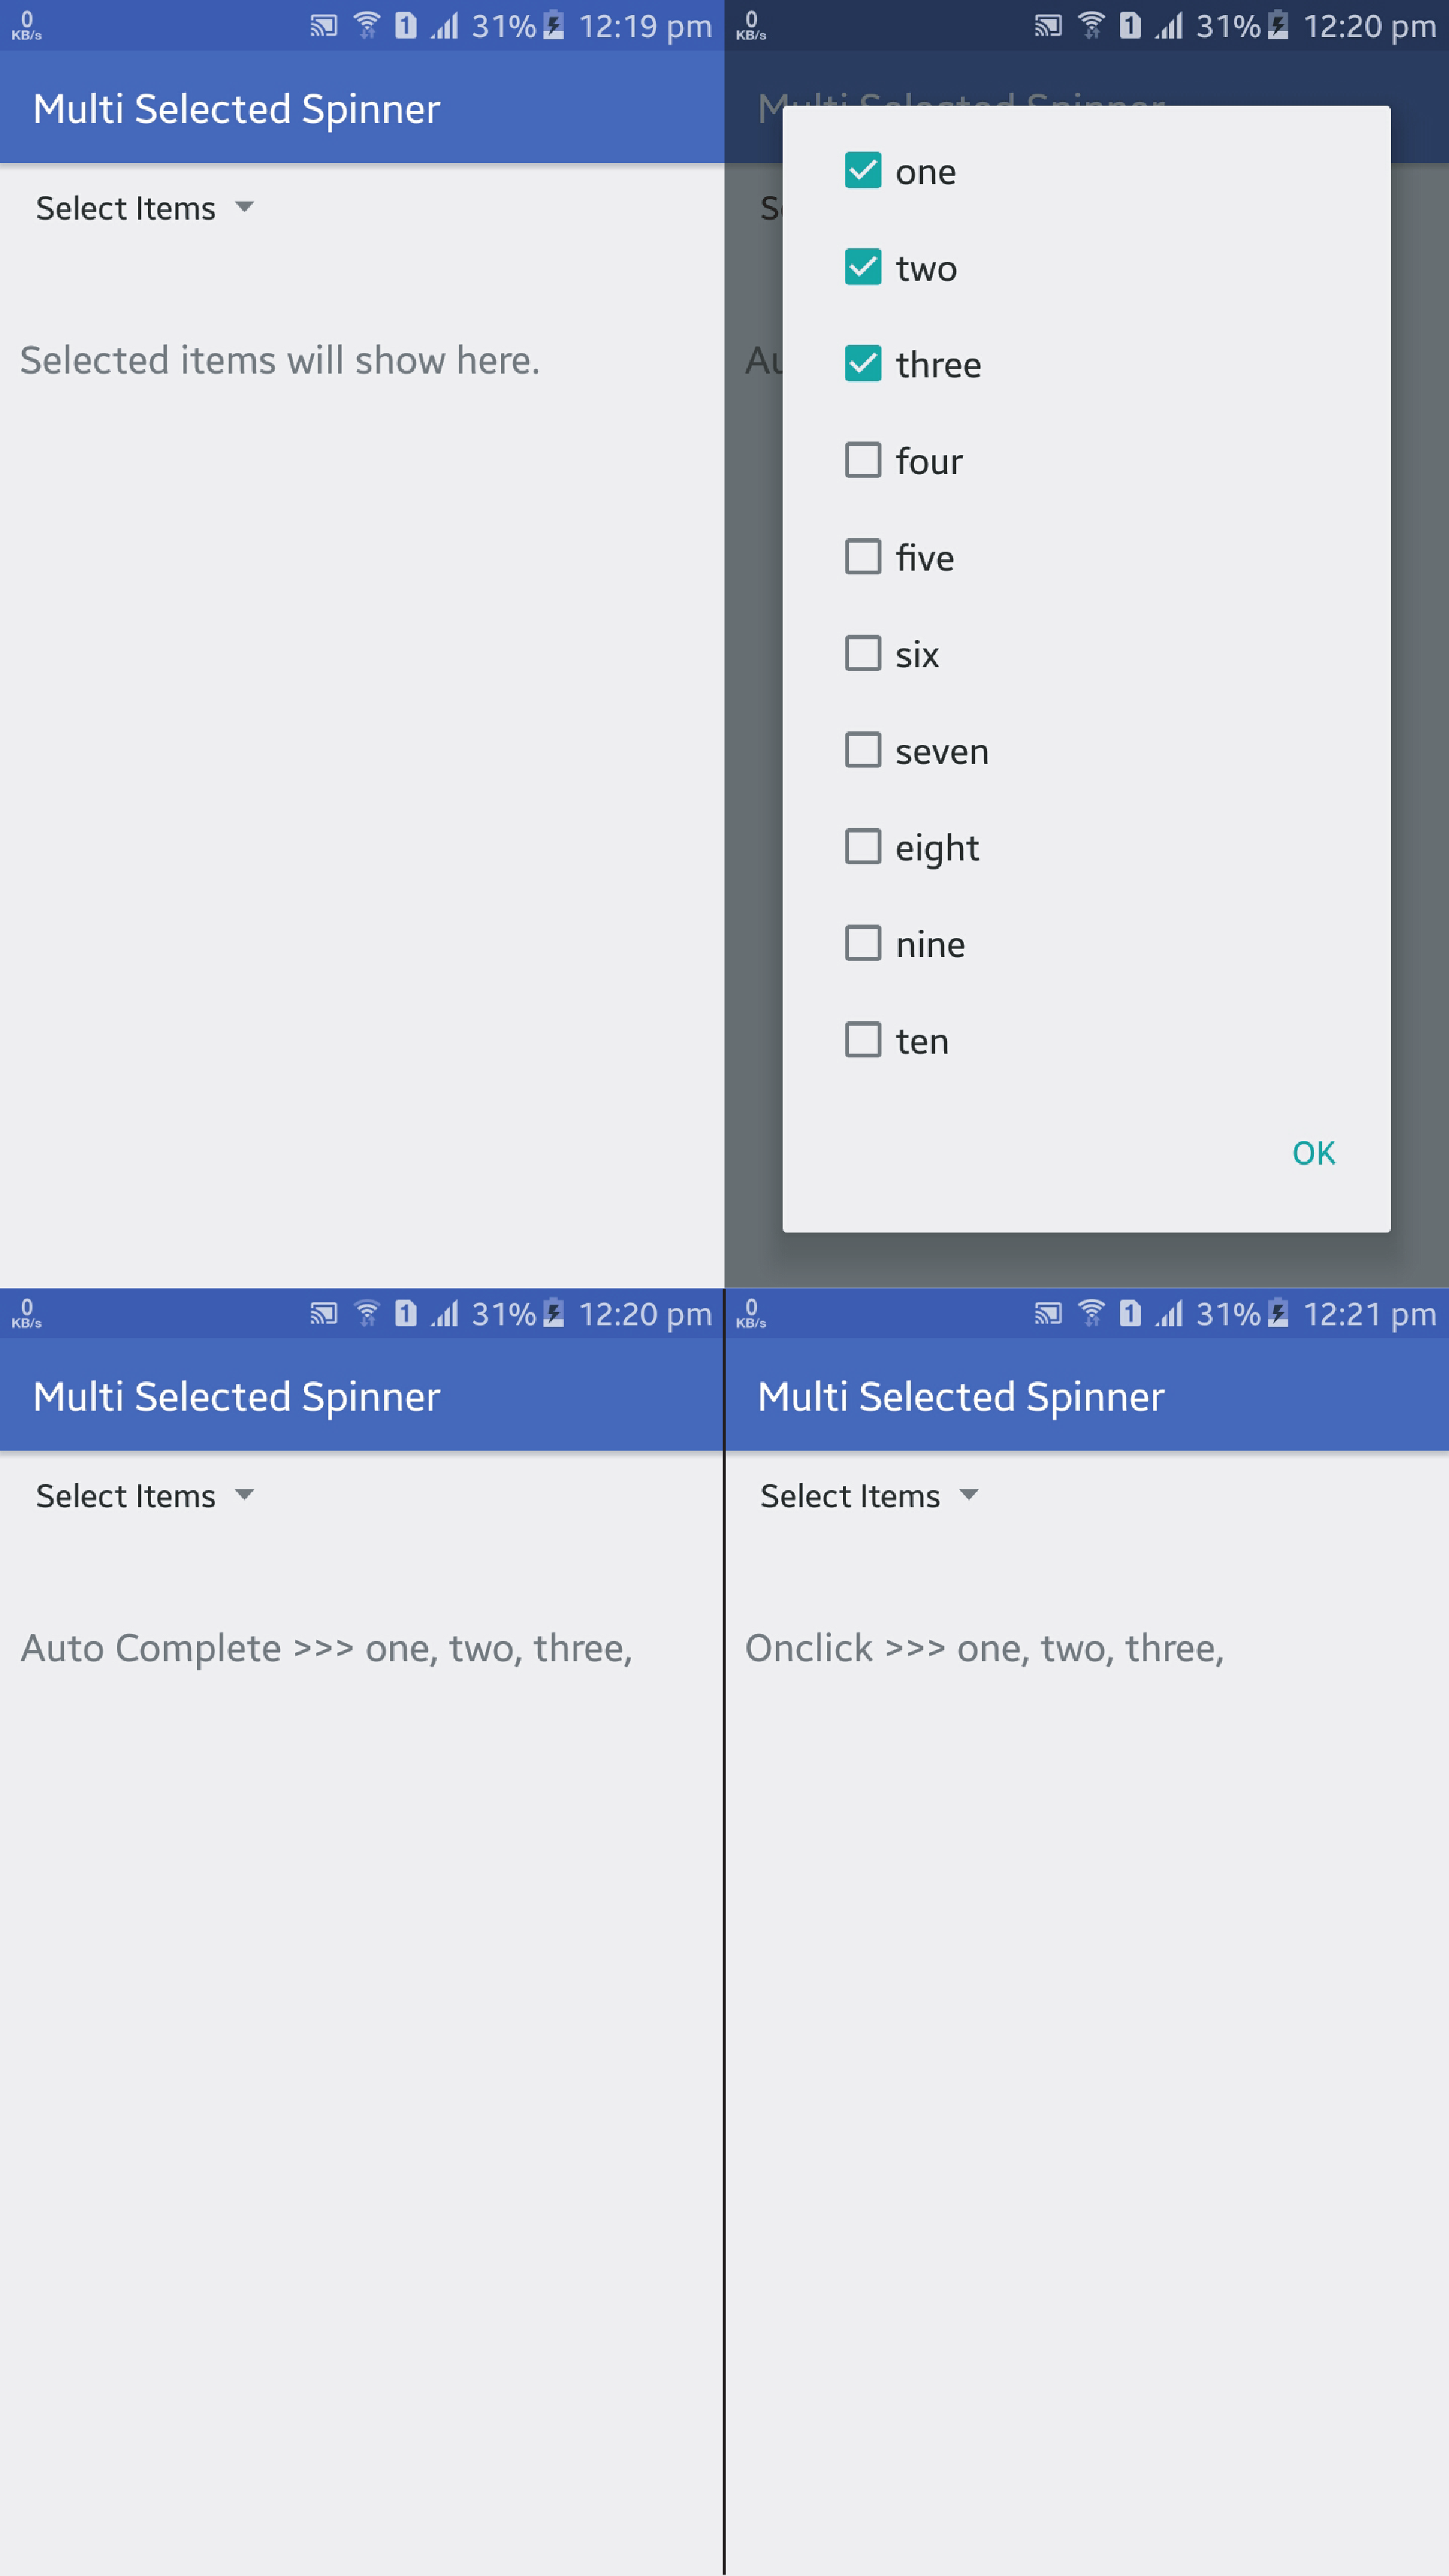 0
KB/s
1 31% 12:19 pm
Multi Selected Spinner
Select Items
Selected items will show here.
0
KB/s
1 31% 12:20 pm
Multi Selected Spinner
one
two
three
four
five
six
seven
eight
nine
ten
OK
0
KB/s
1 31% 12:20 pm
Multi Selected Spinner
Select Items
Auto Complete >>> one, two, three,
0
KB/s
1 31% 12:21 pm
Multi Selected Spinner
Select Items
Onclick >>> one, two, three,